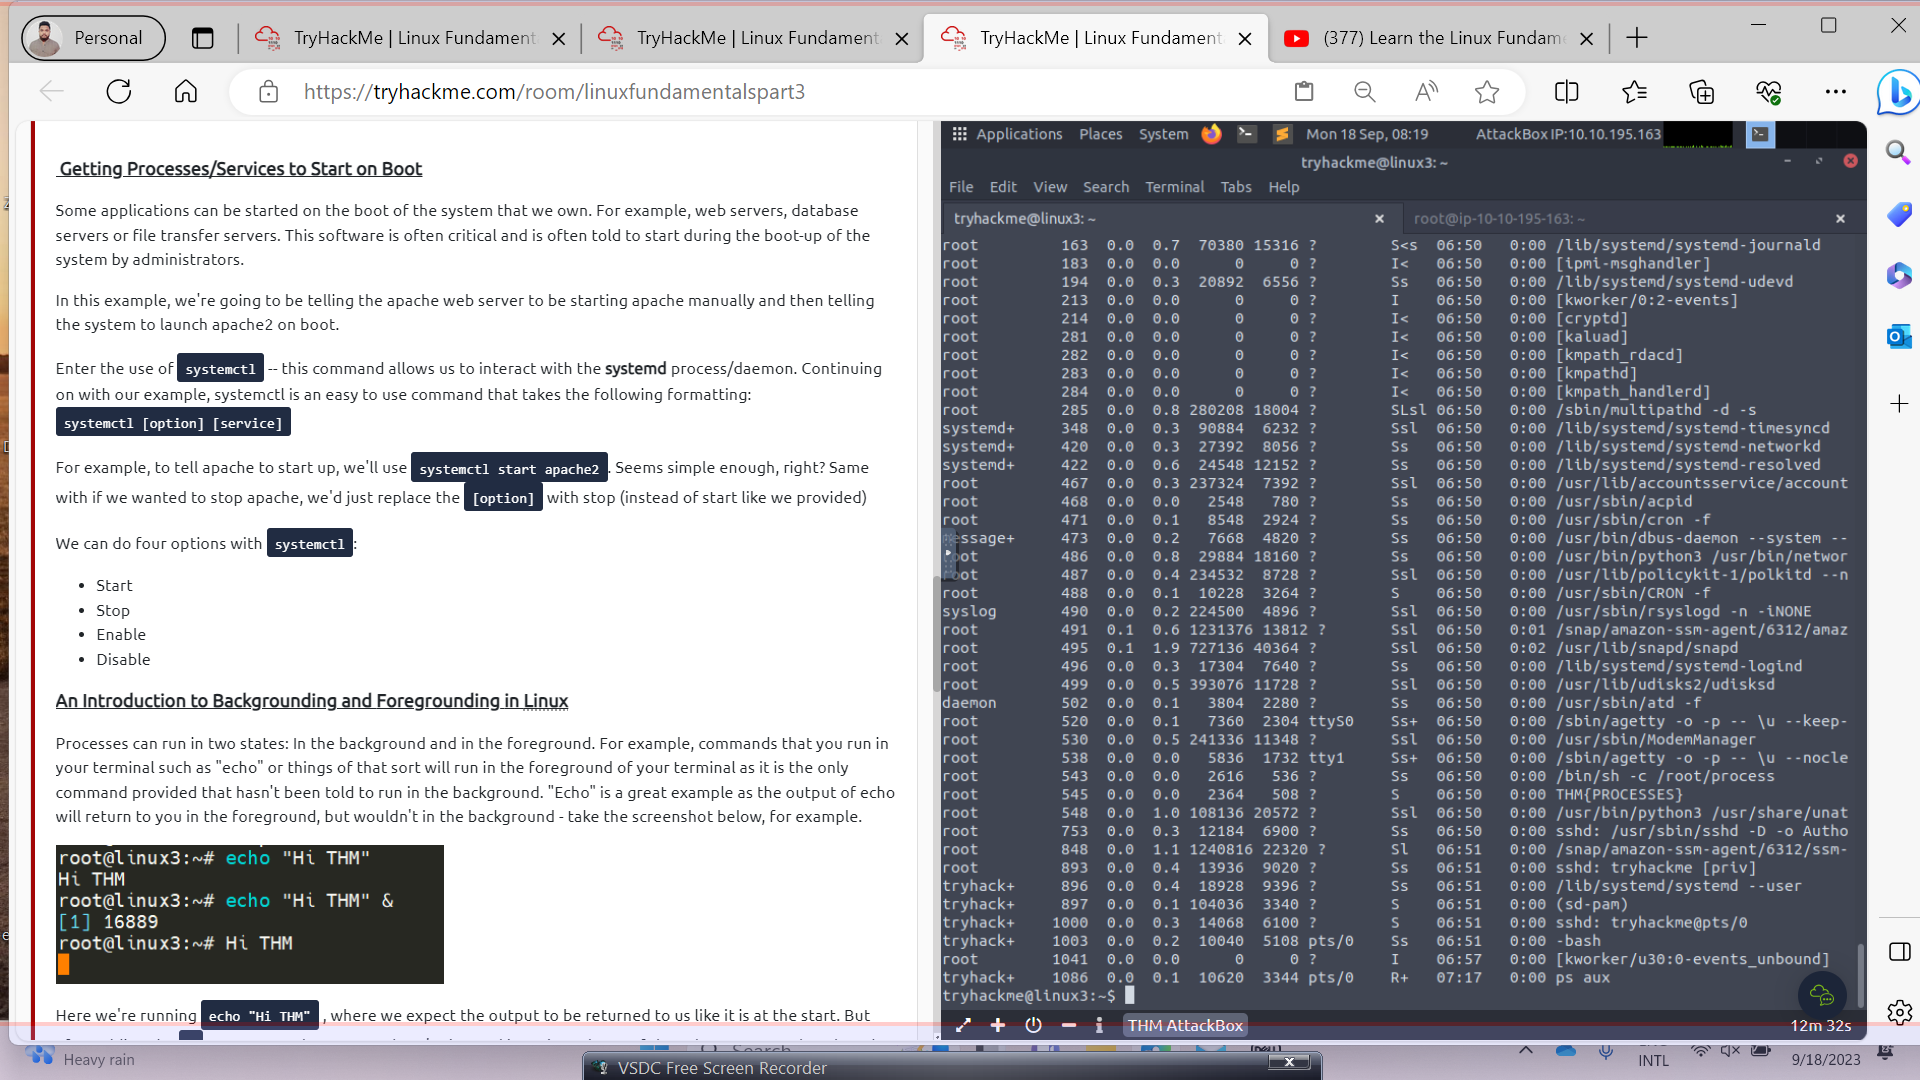 Personal
TryHackMe | Linux Fundament
TryHackMe | Linux Fundament
TryHackMe | Linux Fundament
(377) Learn the Linux Fundame
https://tryhackme.com/room/linuxfundamentalspart3
Getting Processes/Services to Start on Boot
Some applications can be started on the boot of the system that we own. For example, web servers, database
servers or file transfer servers. This software is often critical and is often told to start during the boot-up of the
system by administrators.
In this example, we're going to be telling the apache web server to be starting apache manually and then telling
the system to launch apache2 on boot.
Enter the use of systemctl -- this command allows us to interact with the systemd process/daemon. Continuing
on with our example, systemctl is an easy to use command that takes the following formatting:
systemctl [option] [service]
For example, to tell apache to start up, we'll use systemctl start apache2. Seems simple enough, right? Same
with if we wanted to stop apache, we'd just replace the [option] with stop (instead of start like we provided)
We can do four options with systemctl:
• Start
• Stop
• Enable
• Disable
An Introduction to Backgrounding and Foregrounding in Linux
Processes can run in two states: In the background and in the foreground. For example, commands that you run in
your terminal such as "echo" or things of that sort will run in the foreground of your terminal as it is the only
command provided that hasn't been told to run in the background. "Echo" is a great example as the output of echo
will return to you in the foreground, but wouldn't in the background - take the screenshot below, for example.
root@linux3:~# echo "Hi THM"
Hi THM
root@linux3:~# echo "Hi THM" &
[1] 16889
root@linux3:~# Hi THM
Here we're running echo "Hi THM" , where we expect the output to be returned to us like it is at the start. But
Applications Places System Mon 18 Sep, 08:19 AttackBox IP:10.10.195.163
tryhackme@linux3: ~
File Edit View Search Terminal Tabs Help
tryhackme@linux3: ~
root@ip-10-10-195-163: ~
root 163 0.0 0.7 70380 15316 ? S<s 06:50 0:00 /lib/systemd/systemd-journald
root 183 0.0 0.0 0 0 ? I< 06:50 0:00 [ipmi-msghandler]
root 194 0.0 0.3 20892 6556 ? Ss 06:50 0:00 /lib/systemd/systemd-udevd
root 213 0.0 0.0 0 0 ? I 06:50 0:00 [kworker/0:2-events]
root 214 0.0 0.0 0 0 ? I< 06:50 0:00 [cryptd]
root 281 0.0 0.0 0 0 ? I< 06:50 0:00 [kaluad]
root 282 0.0 0.0 0 0 ? I< 06:50 0:00 [kmpath_rdacd]
root 283 0.0 0.0 0 0 ? I< 06:50 0:00 [kmpathd]
root 284 0.0 0.0 0 0 ? I< 06:50 0:00 [kmpath_handlerd]
root 285 0.0 0.8 280208 18004 ? SLsl 06:50 0:00 /sbin/multipathd -d -s
systemd+ 348 0.0 0.3 90884 6232 ? Ssl 06:50 0:00 /lib/systemd/systemd-timesyncd
systemd+ 420 0.0 0.3 27392 8056 ? Ss 06:50 0:00 /lib/systemd/systemd-networkd
systemd+ 422 0.0 0.6 24548 12152 ? Ss 06:50 0:00 /lib/systemd/systemd-resolved
root 467 0.0 0.3 237324 7392 ? Ssl 06:50 0:00 /usr/lib/accountsservice/account
root 468 0.0 0.0 2548 780 ? Ss 06:50 0:00 /usr/sbin/acpid
root 471 0.0 0.1 8548 2924 ? Ss 06:50 0:00 /usr/sbin/cron -f
message+ 473 0.0 0.2 7668 4820 ? Ss 06:50 0:00 /usr/bin/dbus-daemon --system --
root 486 0.0 0.8 29884 18160 ? Ss 06:50 0:00 /usr/bin/python3 /usr/bin/networ
root 487 0.0 0.4 234532 8728 ? Ssl 06:50 0:00 /usr/lib/policykit-1/polkitd --n
root 488 0.0 0.1 10228 3264 ? S 06:50 0:00 /usr/sbin/CRON -f
syslog 490 0.0 0.2 224500 4896 ? Ssl 06:50 0:00 /usr/sbin/rsyslogd -n -iNONE
root 491 0.1 0.6 1231376 13812 ? Ssl 06:50 0:01 /snap/amazon-ssm-agent/6312/amaz
root 495 0.1 1.9 727136 40364 ? Ssl 06:50 0:02 /usr/lib/snapd/snapd
root 496 0.0 0.3 17304 7640 ? Ss 06:50 0:00 /lib/systemd/systemd-logind
root 499 0.0 0.5 393076 11728 ? Ssl 06:50 0:00 /usr/lib/udisks2/udisksd
daemon 502 0.0 0.1 3804 2280 ? Ss 06:50 0:00 /usr/sbin/atd -f
root 520 0.0 0.1 7360 2304 ttyS0 Ss+ 06:50 0:00 /sbin/agetty -o -p -- \u --keep-
root 530 0.0 0.5 241336 11348 ? Ssl 06:50 0:00 /usr/sbin/ModemManager
root 538 0.0 0.0 5836 1732 tty1 Ss+ 06:50 0:00 /sbin/agetty -o -p -- \u --nocle
root 543 0.0 0.0 2616 536 ? Ss 06:50 0:00 /bin/sh -c /root/process
root 545 0.0 0.0 2364 508 ? S 06:50 0:00 THM{PROCESSES}
root 548 0.0 1.0 108136 20572 ? Ssl 06:50 0:00 /usr/bin/python3 /usr/share/unat
root 753 0.0 0.3 12184 6900 ? Ss 06:50 0:00 sshd: /usr/sbin/sshd -D -o Autho
root 848 0.0 1.1 1240816 22320 ? Sl 06:51 0:00 /snap/amazon-ssm-agent/6312/ssm-
root 893 0.0 0.4 13936 9020 ? Ss 06:51 0:00 sshd: tryhackme [priv]
tryhack+ 896 0.0 0.4 18928 9396 ? Ss 06:51 0:00 /lib/systemd/systemd --user
tryhack+ 897 0.0 0.1 104036 3340 ? S 06:51 0:00 (sd-pam)
tryhack+ 1000 0.0 0.3 14068 6100 ? S 06:51 0:00 sshd: tryhackme@pts/0
tryhack+ 1003 0.0 0.2 10040 5108 pts/0 Ss 06:51 0:00 -bash
root 1041 0.0 0.0 0 0 ? I 06:57 0:00 [kworker/u30:0-events_unbound]
tryhack+ 1086 0.0 0.1 10620 3344 pts/0 R+ 07:17 0:00 ps aux
tryhackme@linux3:~$
THM AttackBox
12m 32s
Heavy rain
Search
VSDC Free Screen Recorder
INTL
9/18/2023